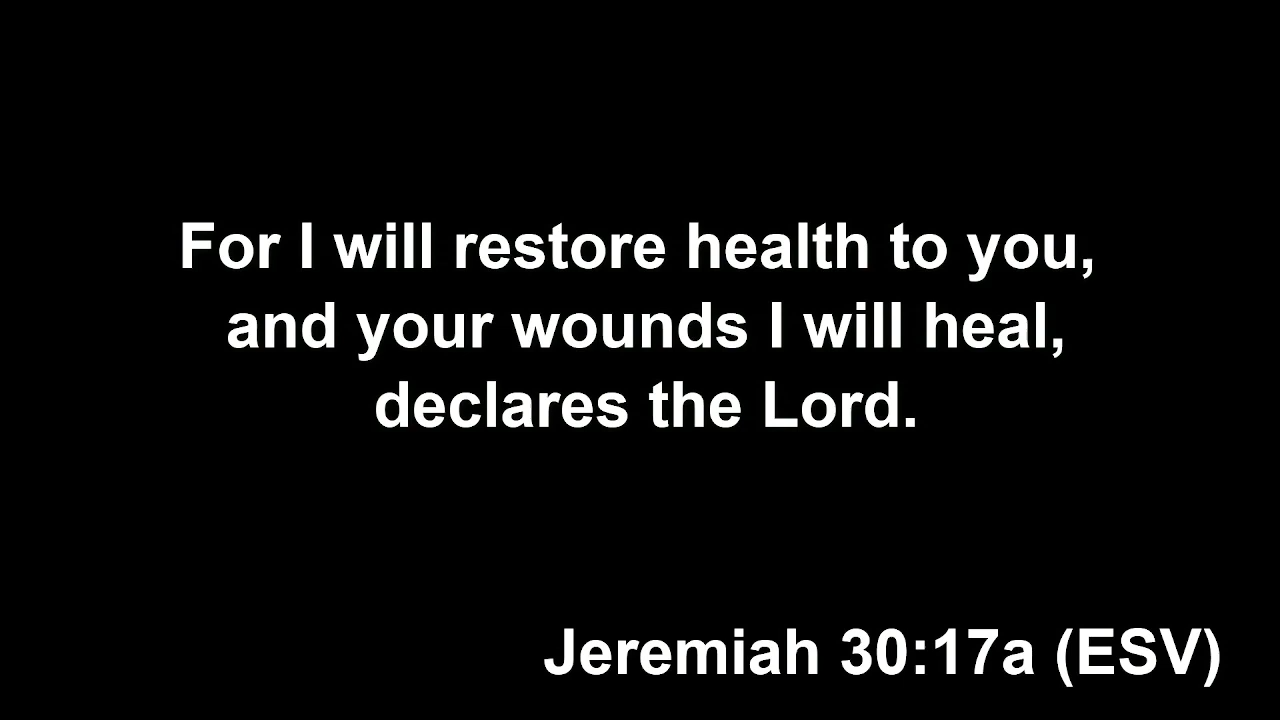 For I will restore health to you,
and your wounds I will heal,
declares the Lord.
Jeremiah 30:17a (ESV)